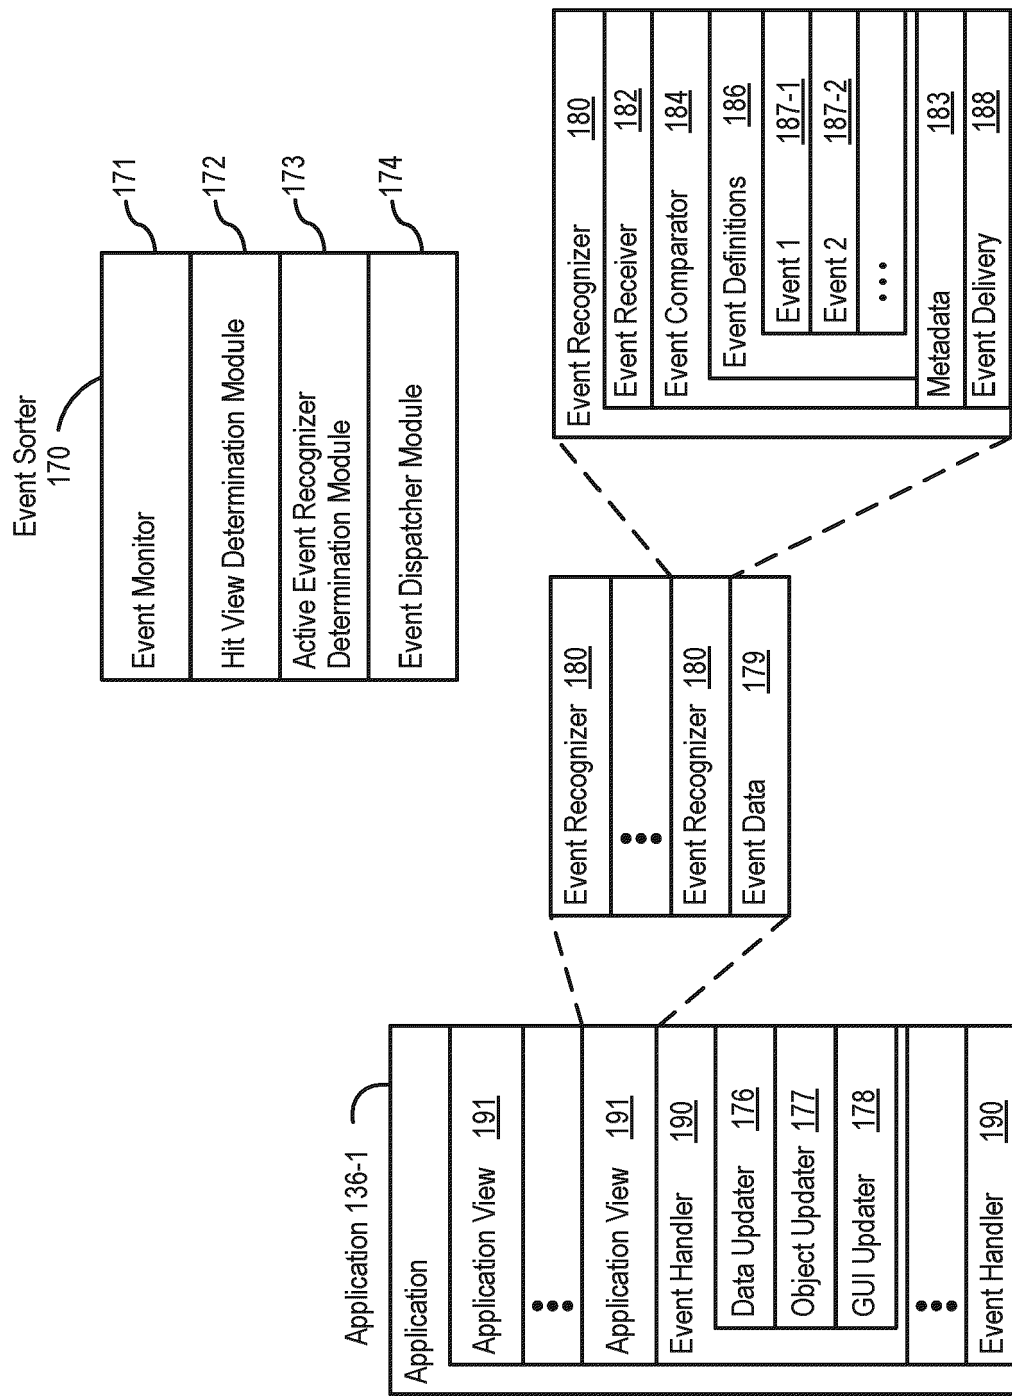 Event Sorter
170
Event Monitor
171
Hit View Determination Module
172
Active Event Recognizer
Determination Module
173
Event Dispatcher Module
174
Application 136-1
Application
Application View 191
Application View 191
Event Handler 190
Data Updater 176
Object Updater 177
GUI Updater 178
Event Handler 190
Event Recognizer 180
Event Recognizer 180
Event Data 179
Event Recognizer 180
Event Receiver 182
Event Comparator 184
Event Definitions 186
Event 1 187-1
Event 2 187-2
Metadata 183
Event Delivery 188